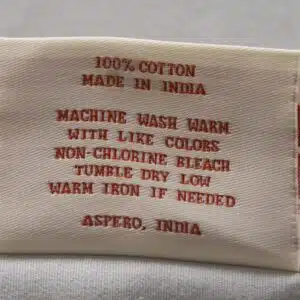 100% COTTON
MADE IN INDIA
MACHINE WASH WARM
WITH LIKE COLORS
NON-CHLORINE BLEACH
TUMBLE DRY LOW
WARM IRON IF NEEDED
ASPERO, INDIA